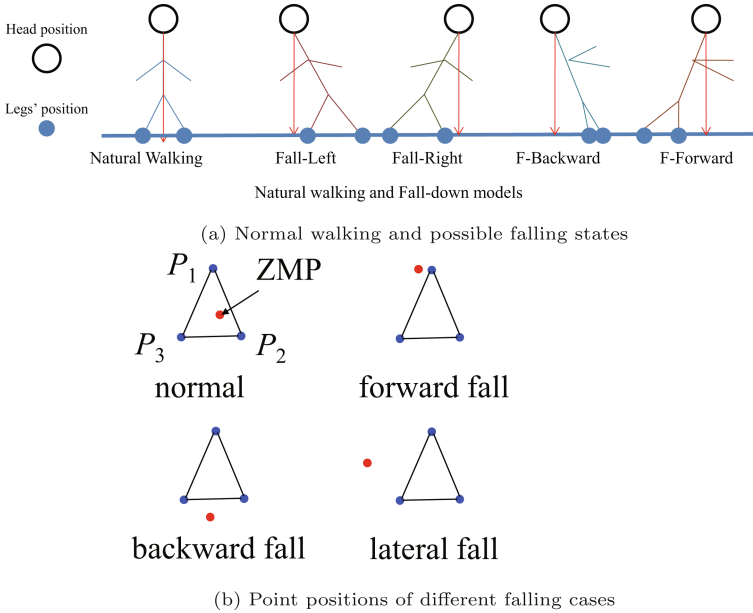 Head position
Legs’ position
Natural Walking
Fall-Left
Fall-Right
F-Backward
F-Forward
Natural walking and Fall-down models
(a) Normal walking and possible falling states
P1
ZMP
P3
P2
normal
forward fall
backward fall
lateral fall
(b) Point positions of different falling cases